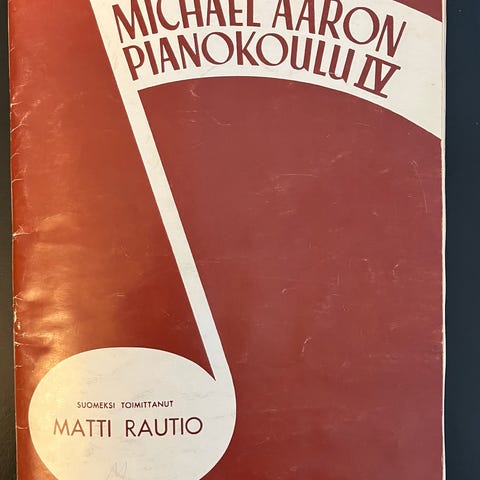 MICHAEL AARON
PIANOKOULU IV
SUOMEKSI TOIMITTANUT
MATTI RAUTIO